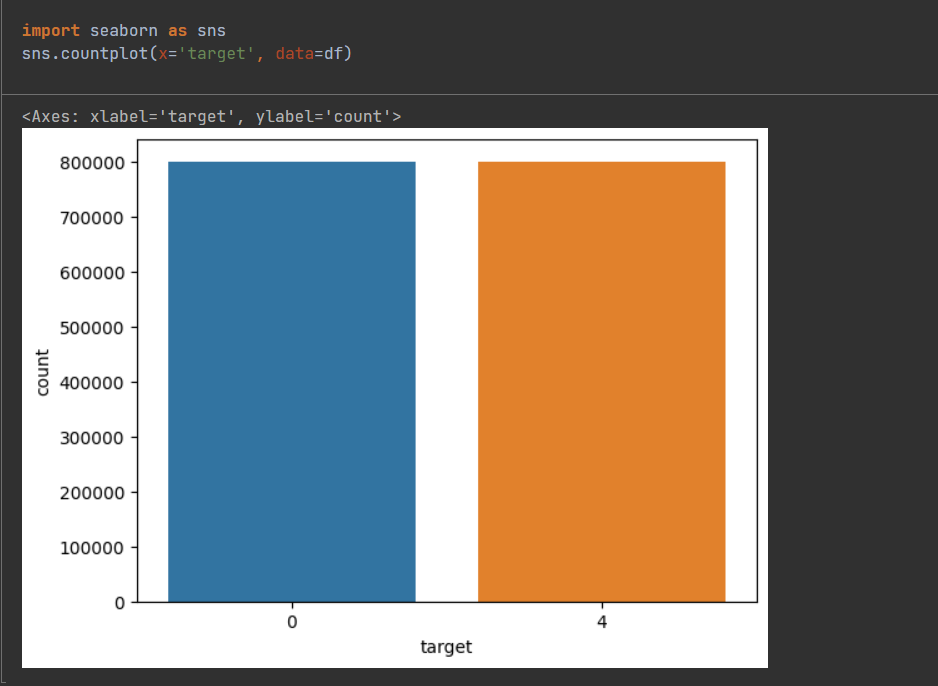 import seaborn as sns
sns.countplot(x='target', data=df)
<Axes: xlabel='target', ylabel='count'>
800000
700000
600000
500000
400000
300000
200000
100000
0
count
0 4
target